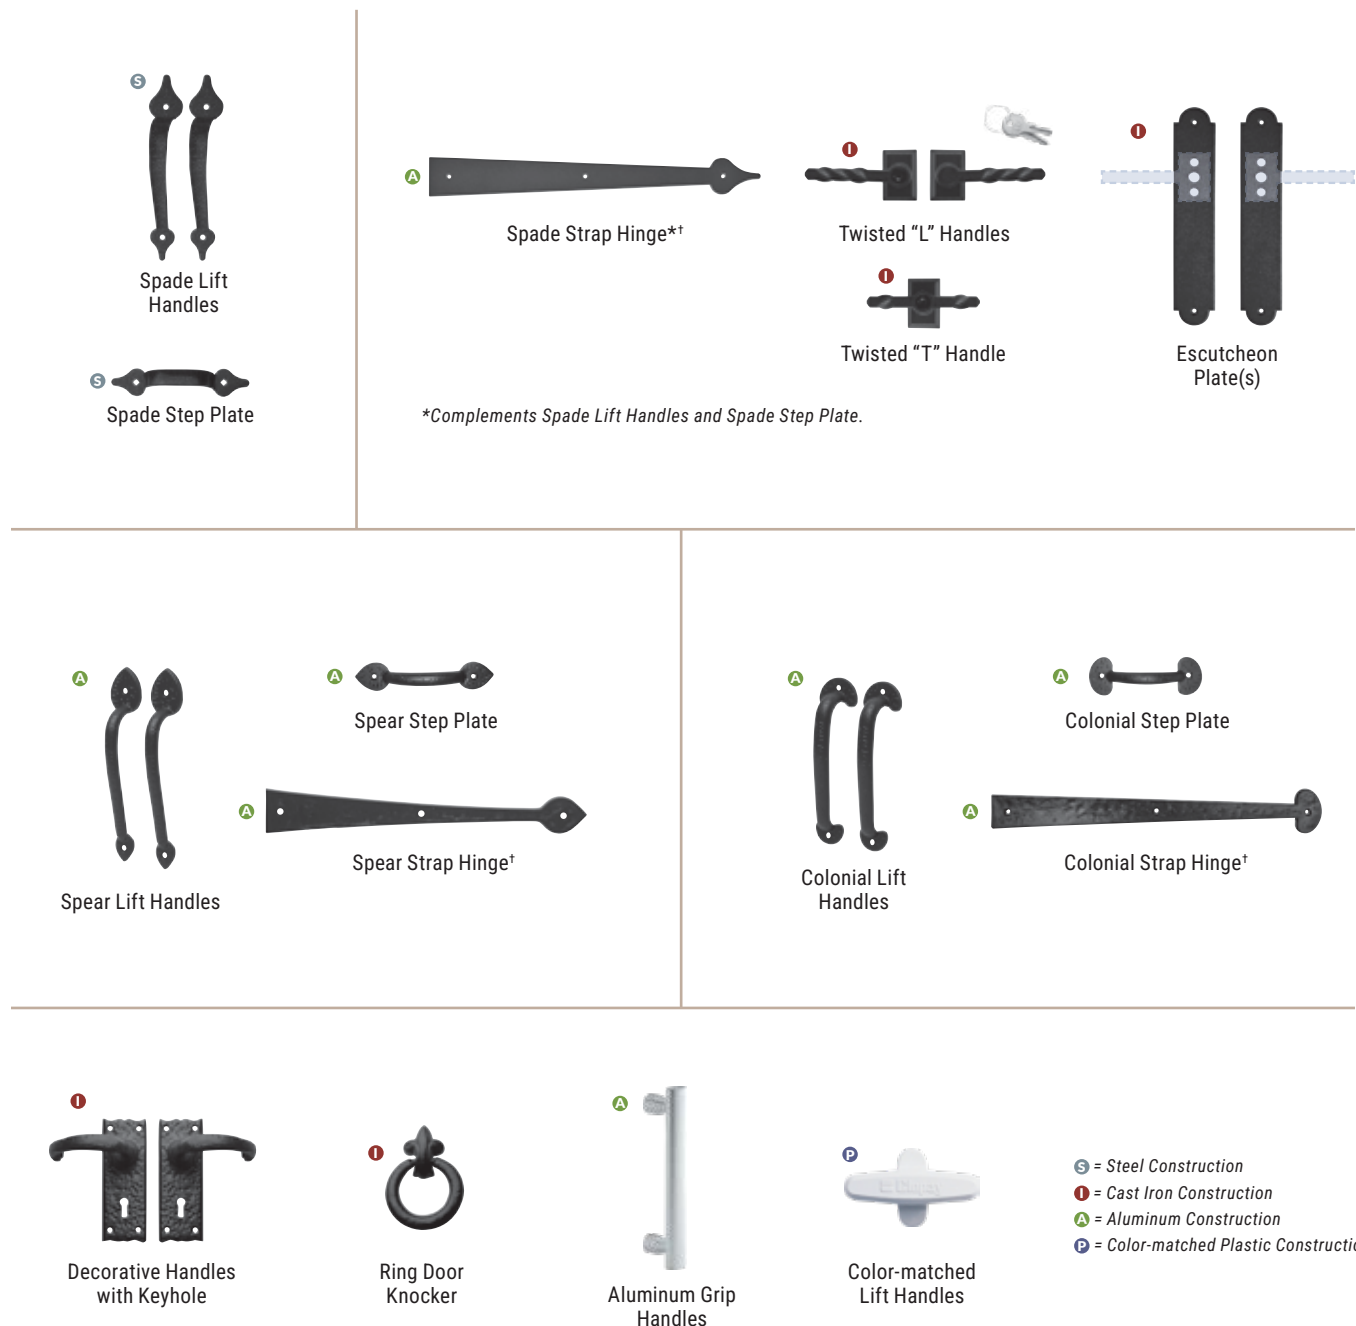 S
Spade Lift
Handles
S
Spade Step Plate
A
Spade Strap Hinge*†
I
Twisted “L” Handles
I
Twisted “T” Handle
I
Escutcheon
Plate(s)
*Complements Spade Lift Handles and Spade Step Plate.
A
Spear Lift Handles
A
Spear Step Plate
A
Spear Strap Hinge†
A
Colonial Lift
Handles
A
Colonial Step Plate
A
Colonial Strap Hinge†
I
Decorative Handles
with Keyhole
I
Ring Door
Knocker
A
Aluminum Grip
Handles
P
Clopay
Color-matched
Lift Handles
S = Steel Construction
I = Cast Iron Construction
A = Aluminum Construction
P = Color-matched Plastic Constructio